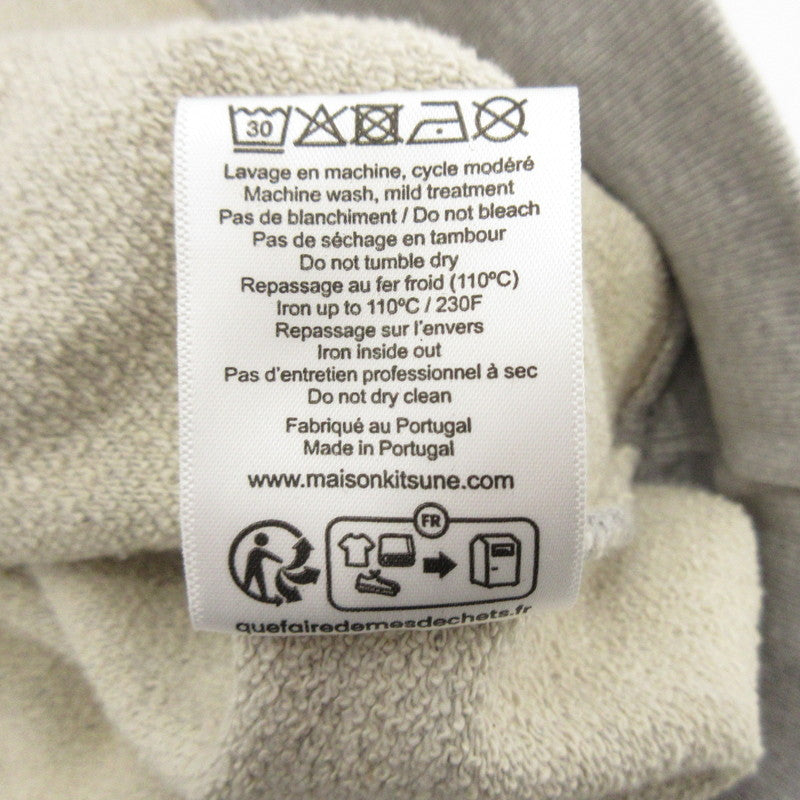 30
Lavage en machine, cycle modéré
Machine wash, mild treatment
Pas de blanchiment / Do not bleach
Pas de séchage en tambour
Do not tumble dry
Repassage au fer froid (110ºC)
Iron up to 110ºC / 230F
Repassage sur l'envers
Iron inside out
Pas d'entretien professionnel à sec
Do not dry clean
Fabriqué au Portugal
Made in Portugal
www.maisonkitsune.com
FR
quefairedemesdechets.fr